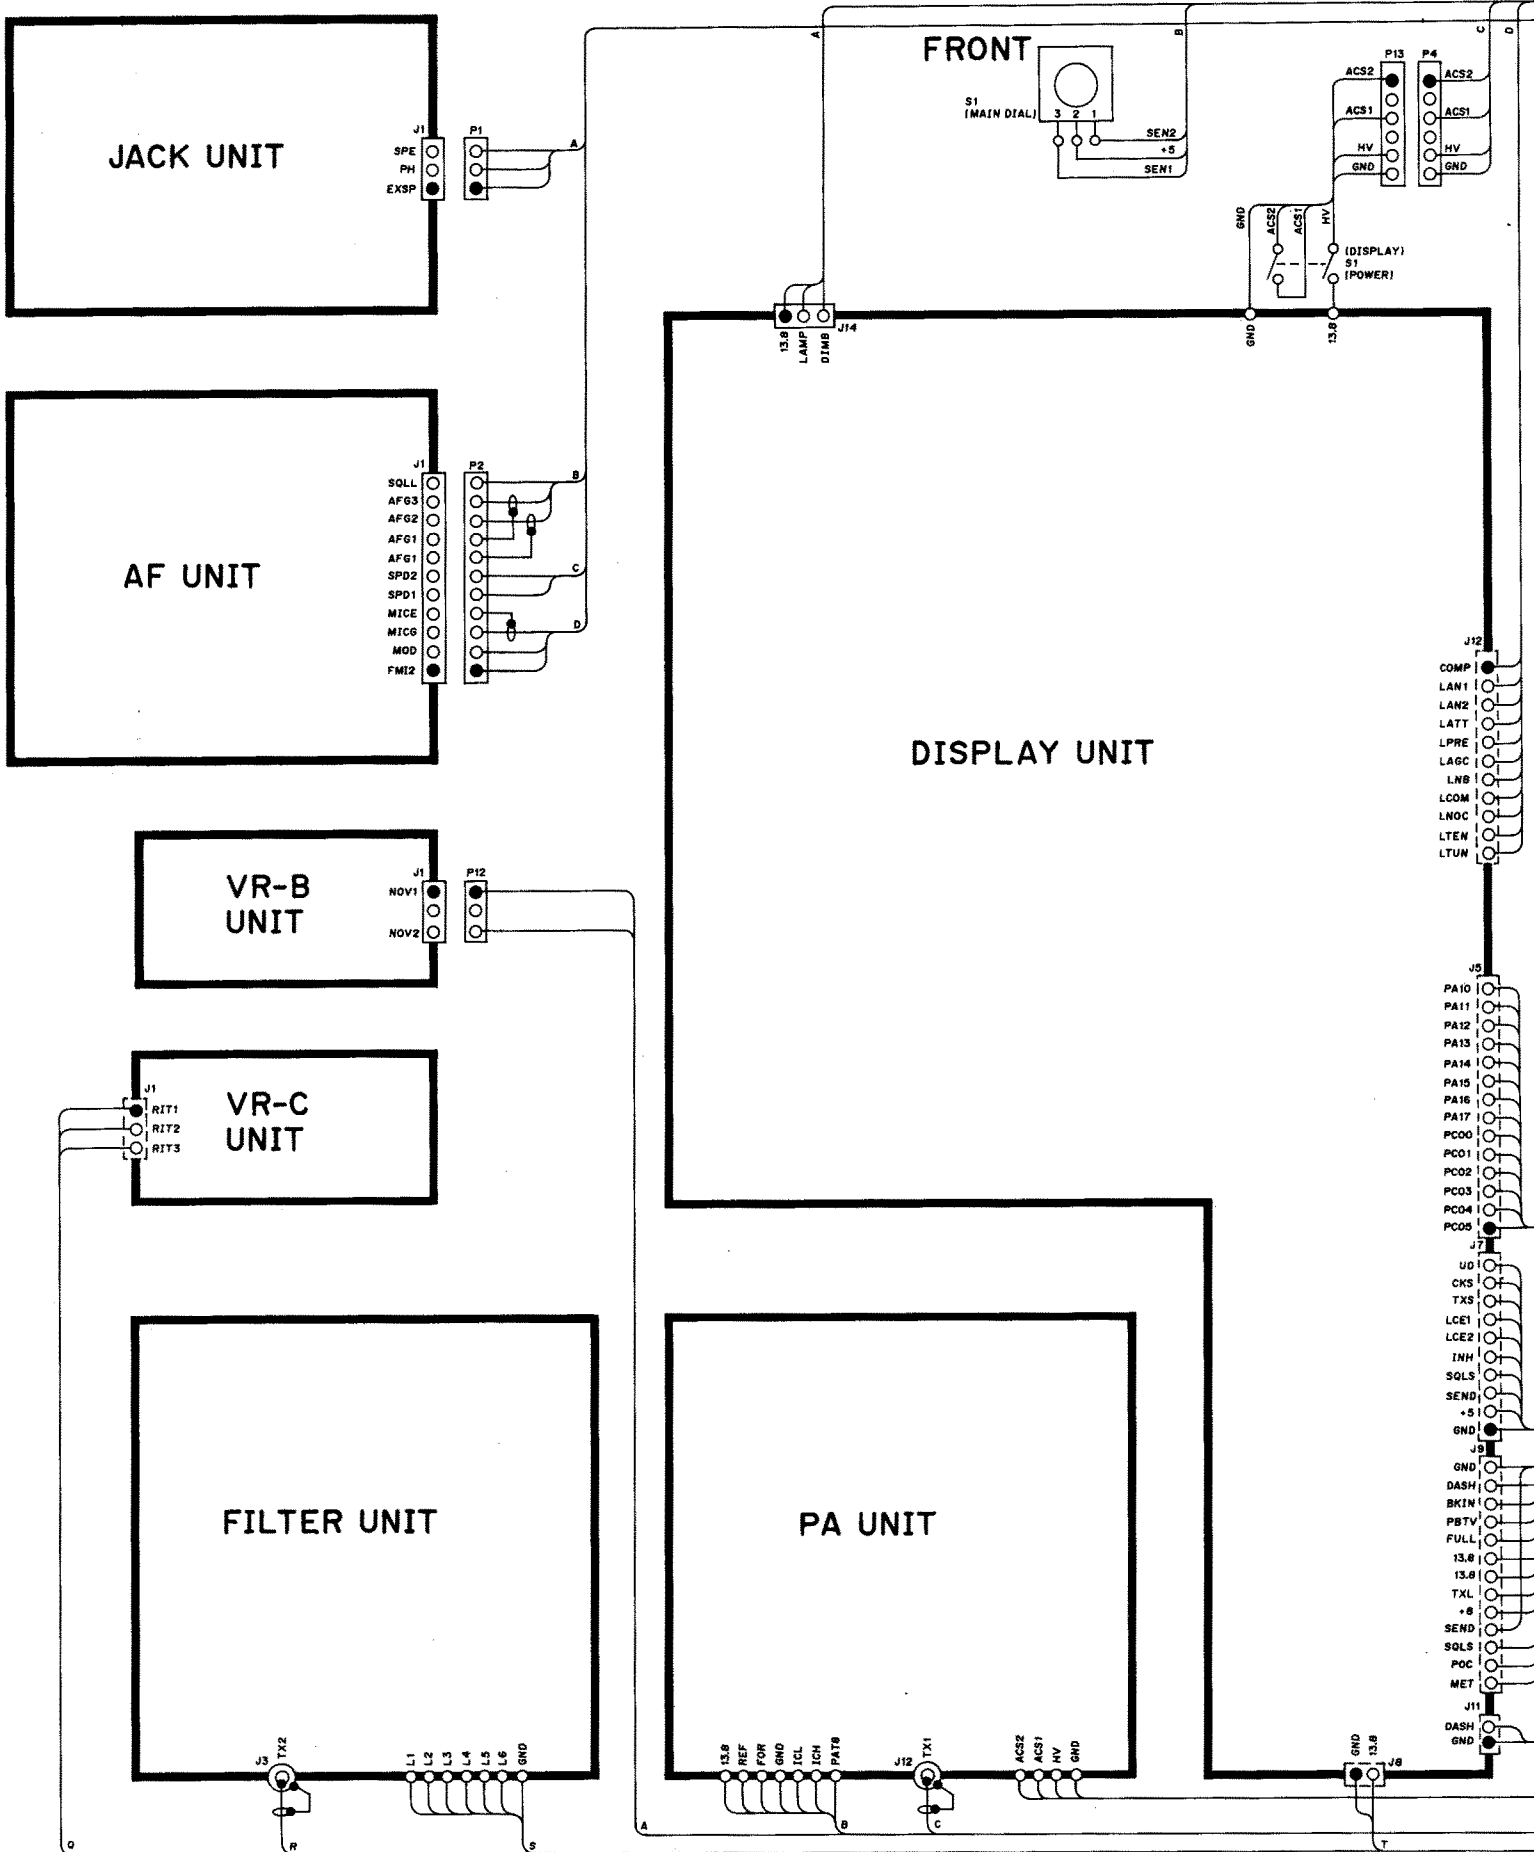 A
B
C
D
FRONT
S1
(MAIN DIAL)
3 2 1
SEN2
+5
SEN1
P13
P4
ACS2
ACS2
ACS1
ACS1
HV
HV
GND
GND
GND
ACS2
ACS1
HV
(DISPLAY)
S1
(POWER)
GND
13.8
JACK UNIT
J1
P1
SPE
PH
EXSP
A
13.8
LAMP
DIMB
J14
AF UNIT
J1
P2
SQLL
AFG3
AFG2
AFG1
AFG1
SPD2
SPD1
MICE
MICG
MOD
FMI2
B
C
D
DISPLAY UNIT
J12
COMP
LAN1
LAN2
LATT
LPRE
LAGC
LNB
LCOM
LNOC
LTEN
LTUN
VR-B
UNIT
J1
P12
NOV1
NOV2
VR-C
UNIT
J1
RIT1
RIT2
RIT3
J5
PA10
PA11
PA12
PA13
PA14
PA15
PA16
PA17
PC00
PC01
PC02
PC03
PC04
PC05
J7
UD
CKS
TXS
LCE1
LCE2
INH
SQLS
SEND
+5
GND
J9
GND
DASH
BKIN
PBTV
FULL
13.8
13.8
TXL
+8
SEND
SQLS
POC
MET
J11
DASH
GND
GND
13.8
J8
FILTER UNIT
J3
TX2
L1
L2
L3
L4
L5
L6
GND
PA UNIT
13.8
REF
FOR
GND
ICL
ICH
PAT8
J12
TX1
ACS2
ACS1
HV
GND
Q
R
S
A
B
C
T